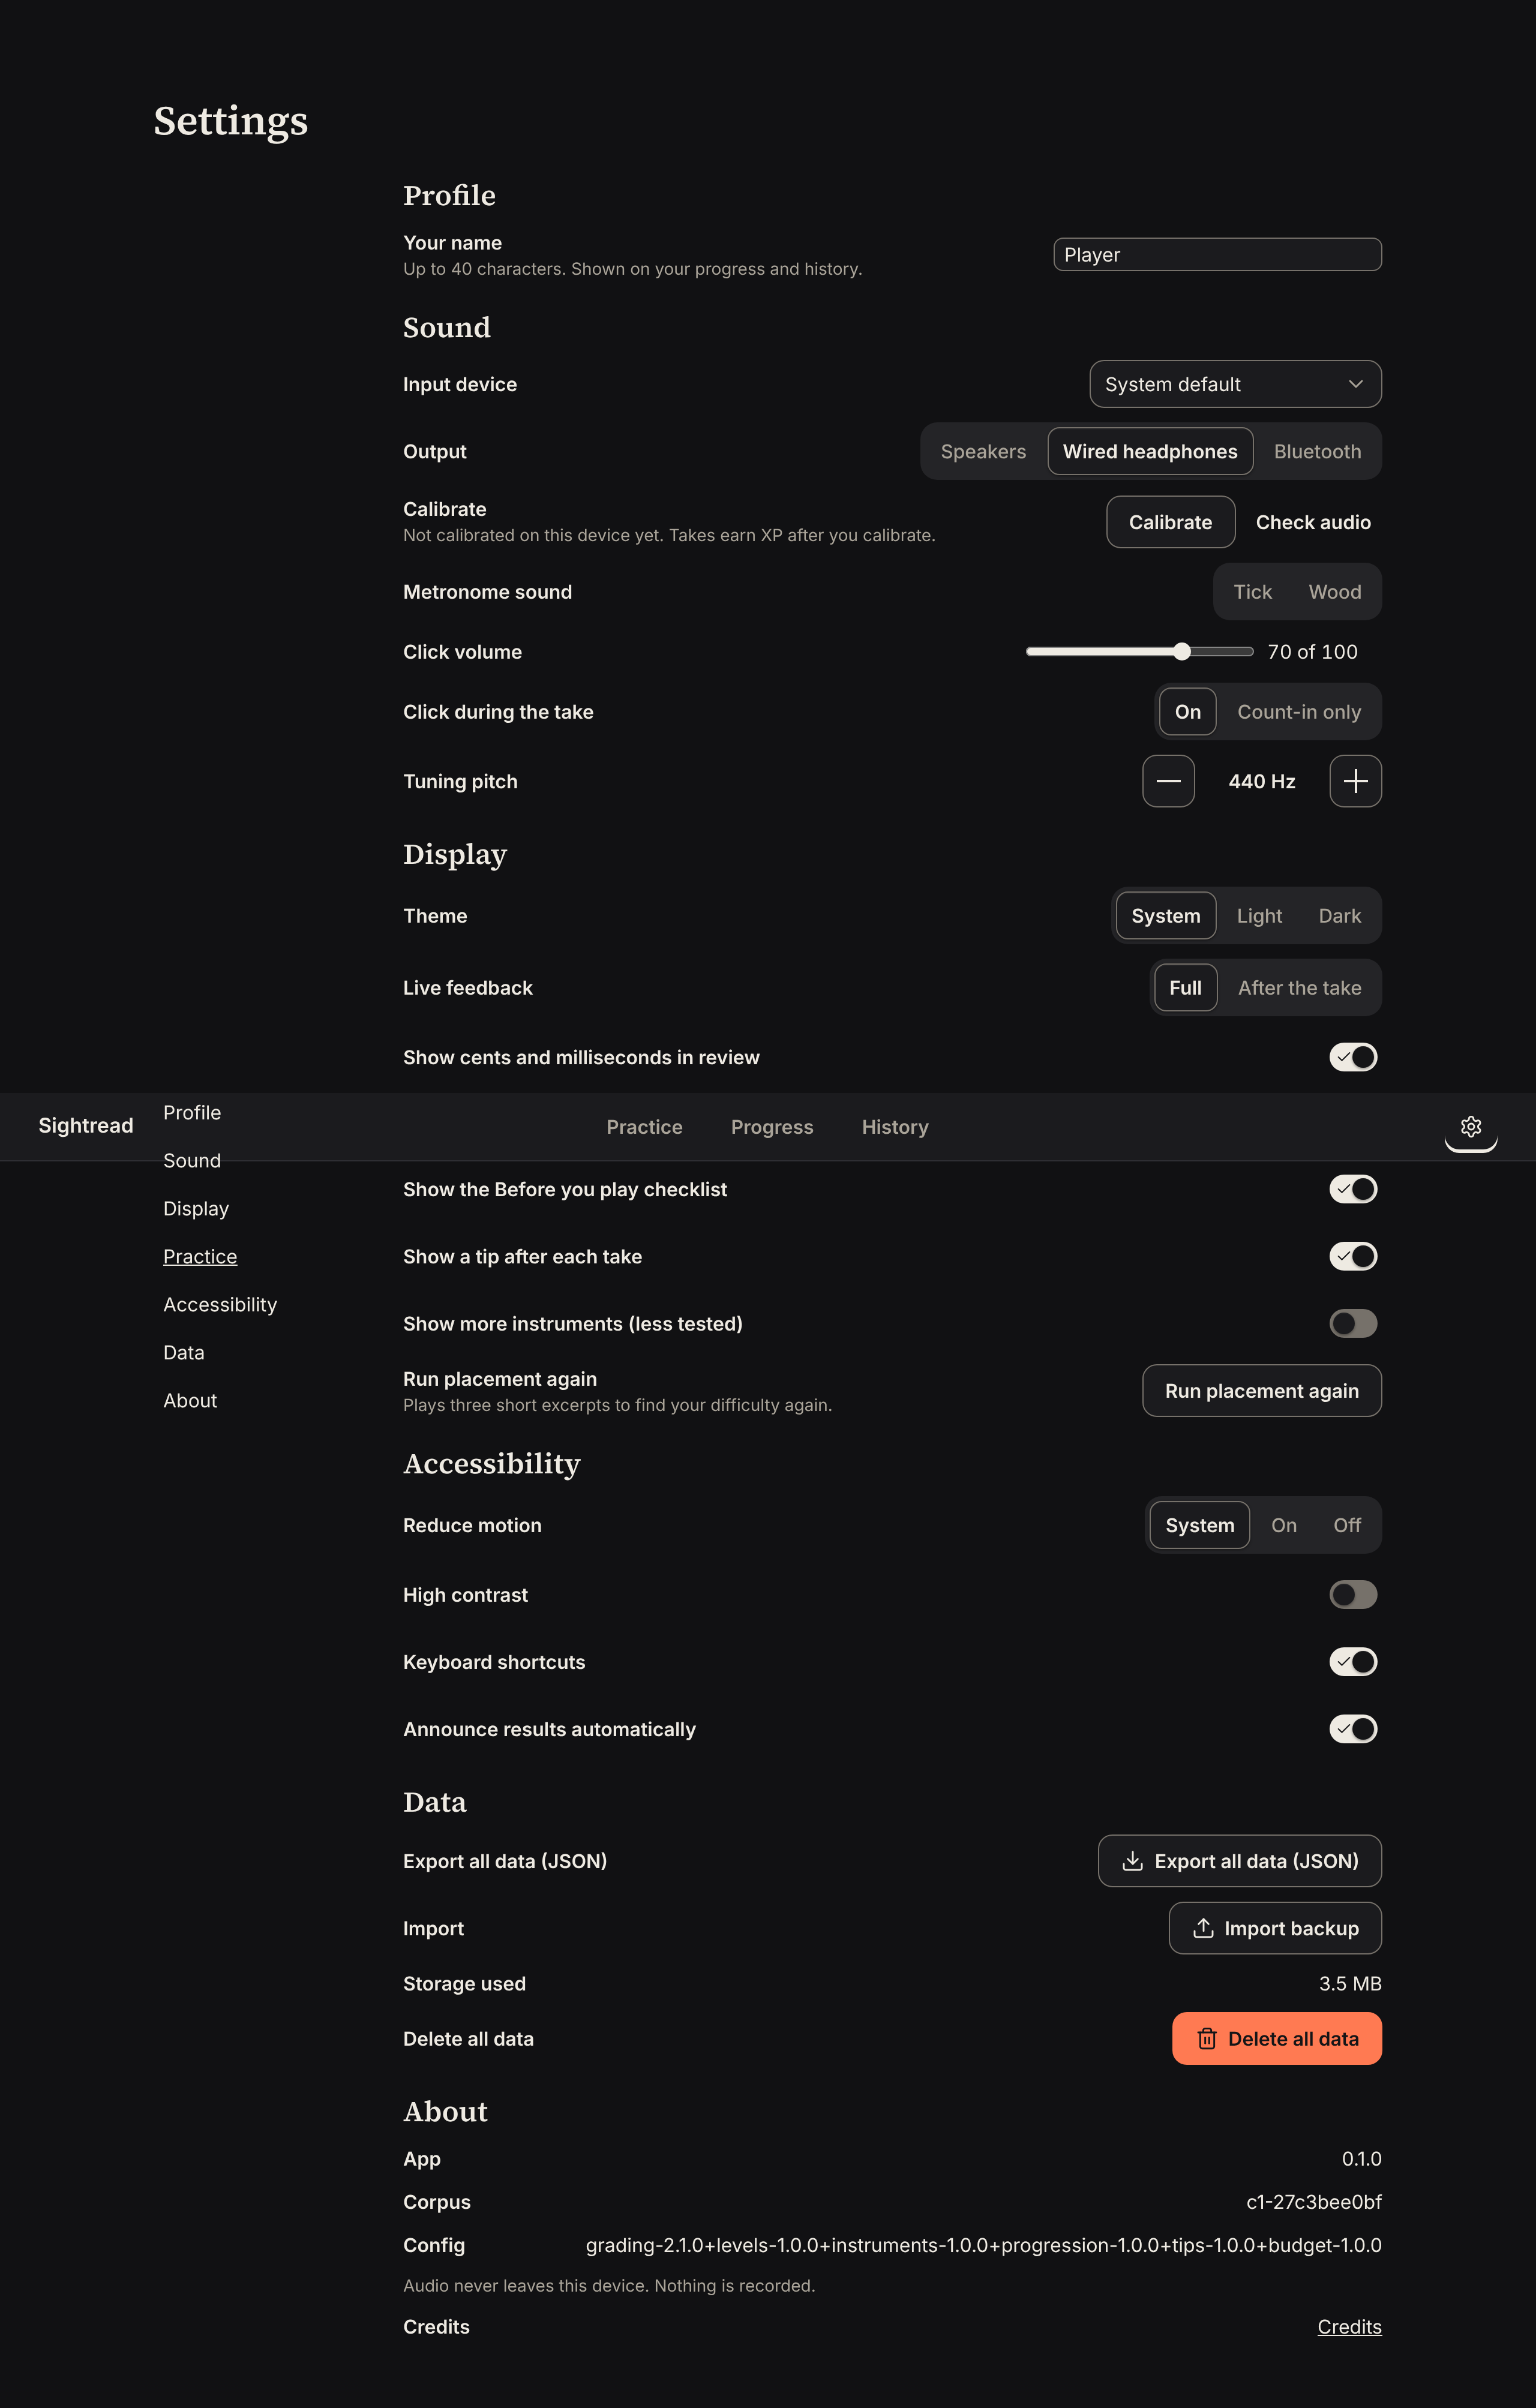 Settings
Profile
Your name
Up to 40 characters. Shown on your progress and history.
Player
Sound
Input device
System default
Output
Speakers
Wired headphones
Bluetooth
Calibrate
Not calibrated on this device yet. Takes earn XP after you calibrate.
Calibrate
Check audio
Metronome sound
Tick
Wood
Click volume
70 of 100
Click during the take
On
Count-in only
Tuning pitch
440 Hz
Display
Theme
System
Light
Dark
Live feedback
Full
After the take
Show cents and milliseconds in review
Sightread
Practice
Progress
History
Profile
Sound
Display
Practice
Accessibility
Data
About
Show the Before you play checklist
Show a tip after each take
Show more instruments (less tested)
Run placement again
Plays three short excerpts to find your difficulty again.
Run placement again
Accessibility
Reduce motion
System
On
Off
High contrast
Keyboard shortcuts
Announce results automatically
Data
Export all data (JSON)
Export all data (JSON)
Import
Import backup
Storage used
3.5 MB
Delete all data
Delete all data
About
App
0.1.0
Corpus
c1-27c3bee0bf
Config
grading-2.1.0+levels-1.0.0+instruments-1.0.0+progression-1.0.0+tips-1.0.0+budget-1.0.0
Audio never leaves this device. Nothing is recorded.
Credits
Credits